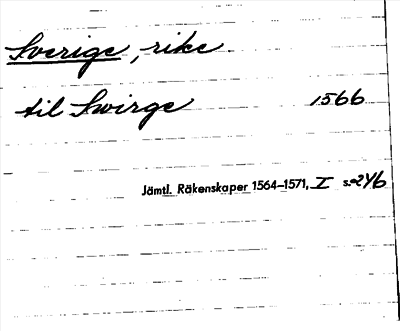 Sverige, rike
til Swirge 1566
Jämtl. Räkenskaper 1564–1571, I s. 246